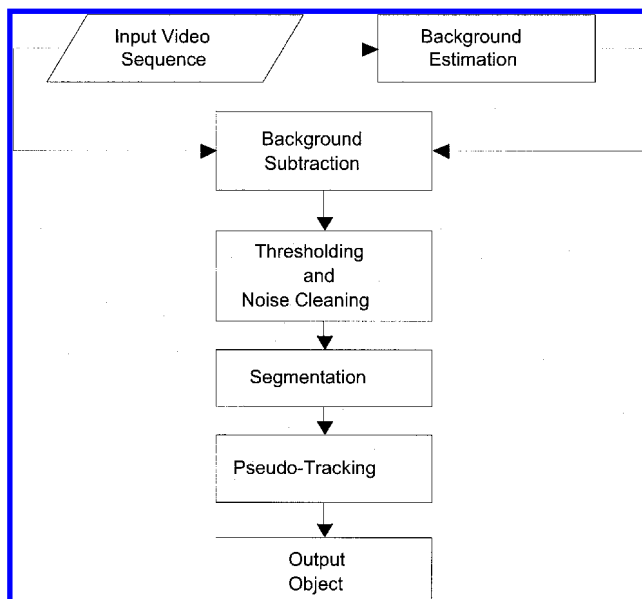 Input Video
Sequence
Background
Estimation
Background
Subtraction
Thresholding
and
Noise Cleaning
Segmentation
Pseudo-Tracking
Output
Object